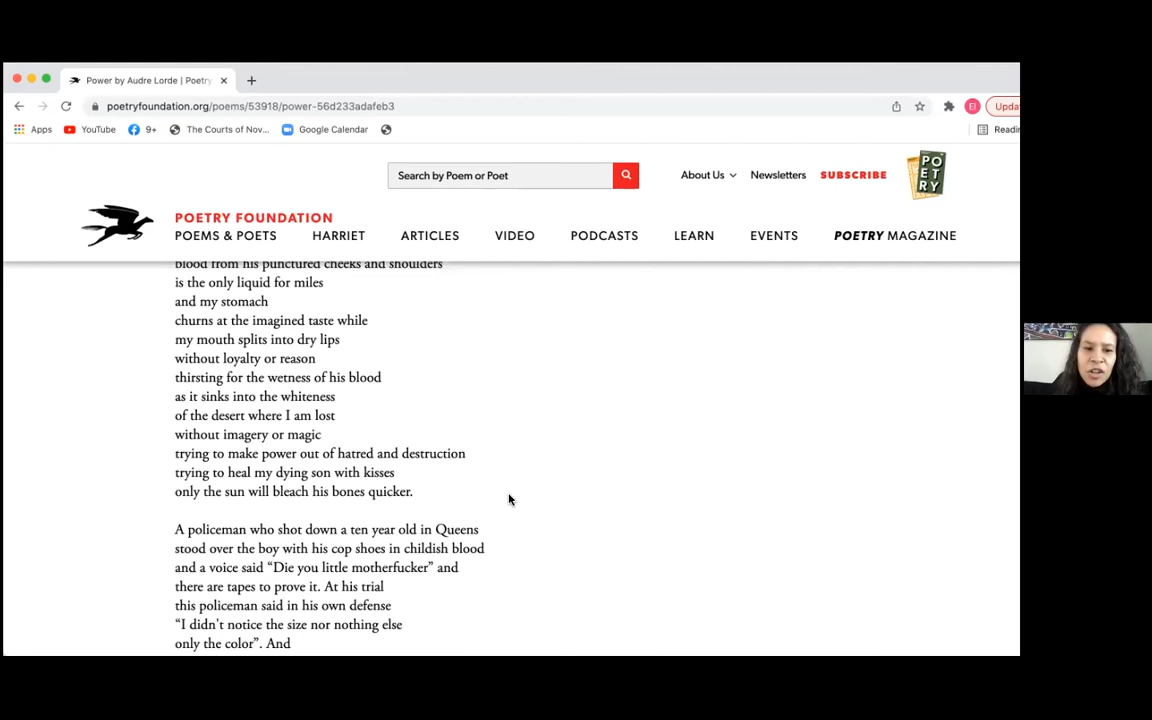 Power by Audre Lorde | Poetry
poetryfoundation.org/poems/53918/power-56d233adafeb3
El
Upda
Apps
YouTube
9+
The Courts of Nov...
Google Calendar
Readin
Search by Poem or Poet
About Us
Newsletters
SUBSCRIBE
PO
ET
RY
POETRY FOUNDATION
POEMS & POETS
HARRIET
ARTICLES
VIDEO
PODCASTS
LEARN
EVENTS
POETRY MAGAZINE
blood from his punctured cheeks and shoulders
is the only liquid for miles
and my stomach
churns at the imagined taste while
my mouth splits into dry lips
without loyalty or reason
thirsting for the wetness of his blood
as it sinks into the whiteness
of the desert where I am lost
without imagery or magic
trying to make power out of hatred and destruction
trying to heal my dying son with kisses
only the sun will bleach his bones quicker.
A policeman who shot down a ten year old in Queens
stood over the boy with his cop shoes in childish blood
and a voice said “Die you little motherfucker” and
there are tapes to prove it. At his trial
this policeman said in his own defense
“I didn't notice the size nor nothing else
only the color”. And